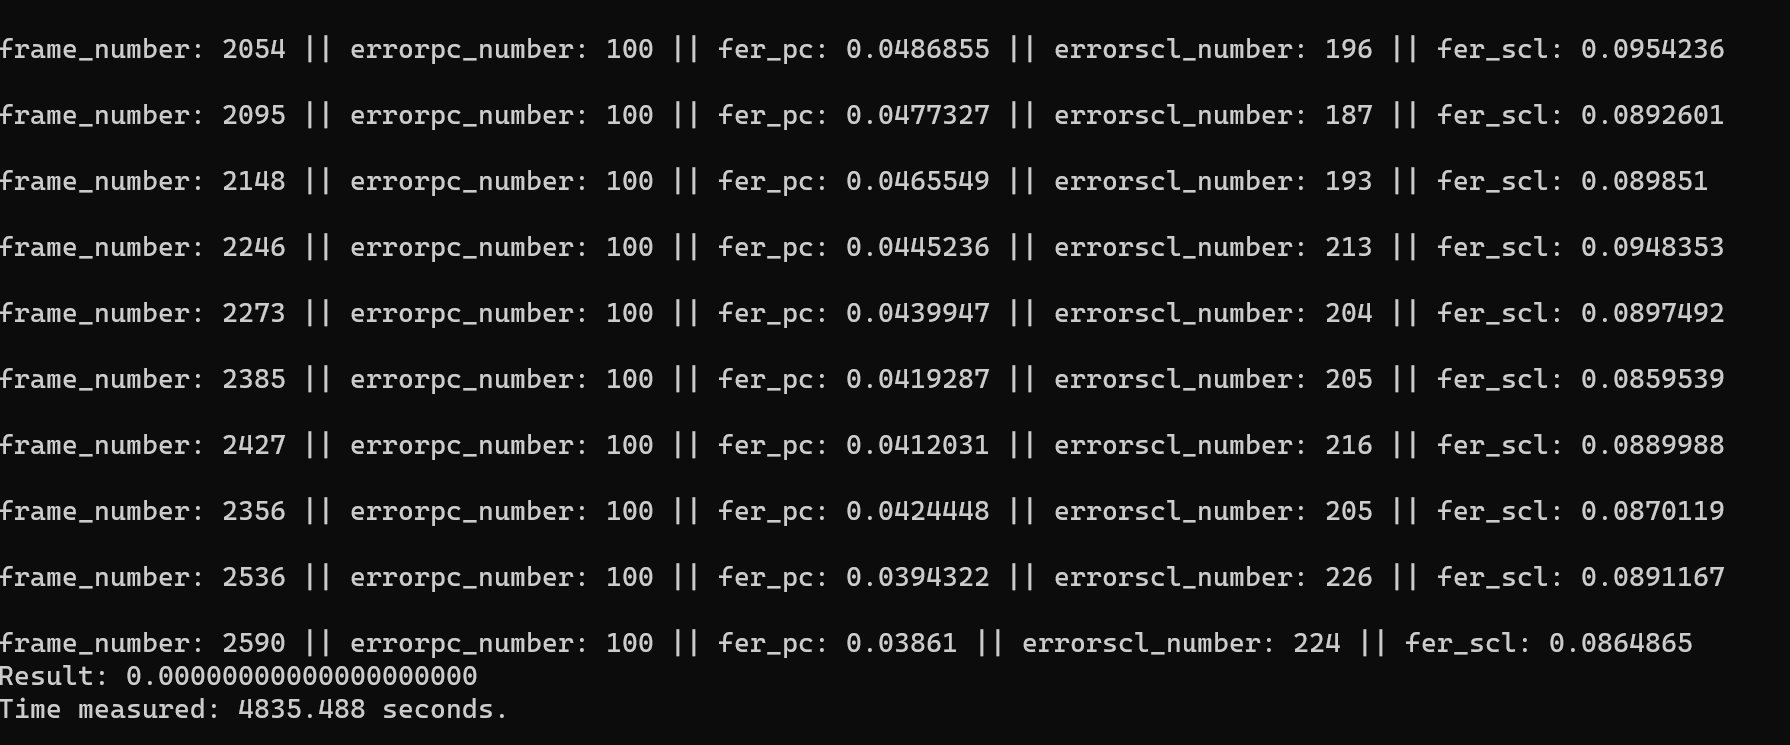 frame_number: 2054 || errorpc_number: 100 || fer_pc: 0.0486855 || errorscl_number: 196 || fer_scl: 0.0954236
frame_number: 2095 || errorpc_number: 100 || fer_pc: 0.0477327 || errorscl_number: 187 || fer_scl: 0.0892601
frame_number: 2148 || errorpc_number: 100 || fer_pc: 0.0465549 || errorscl_number: 193 || fer_scl: 0.089851
frame_number: 2246 || errorpc_number: 100 || fer_pc: 0.0445236 || errorscl_number: 213 || fer_scl: 0.0948353
frame_number: 2273 || errorpc_number: 100 || fer_pc: 0.0439947 || errorscl_number: 204 || fer_scl: 0.0897492
frame_number: 2385 || errorpc_number: 100 || fer_pc: 0.0419287 || errorscl_number: 205 || fer_scl: 0.0859539
frame_number: 2427 || errorpc_number: 100 || fer_pc: 0.0412031 || errorscl_number: 216 || fer_scl: 0.0889988
frame_number: 2356 || errorpc_number: 100 || fer_pc: 0.0424448 || errorscl_number: 205 || fer_scl: 0.0870119
frame_number: 2536 || errorpc_number: 100 || fer_pc: 0.0394322 || errorscl_number: 226 || fer_scl: 0.0891167
frame_number: 2590 || errorpc_number: 100 || fer_pc: 0.03861 || errorscl_number: 224 || fer_scl: 0.0864865
Result: 0.00000000000000000000
Time measured: 4835.488 seconds.